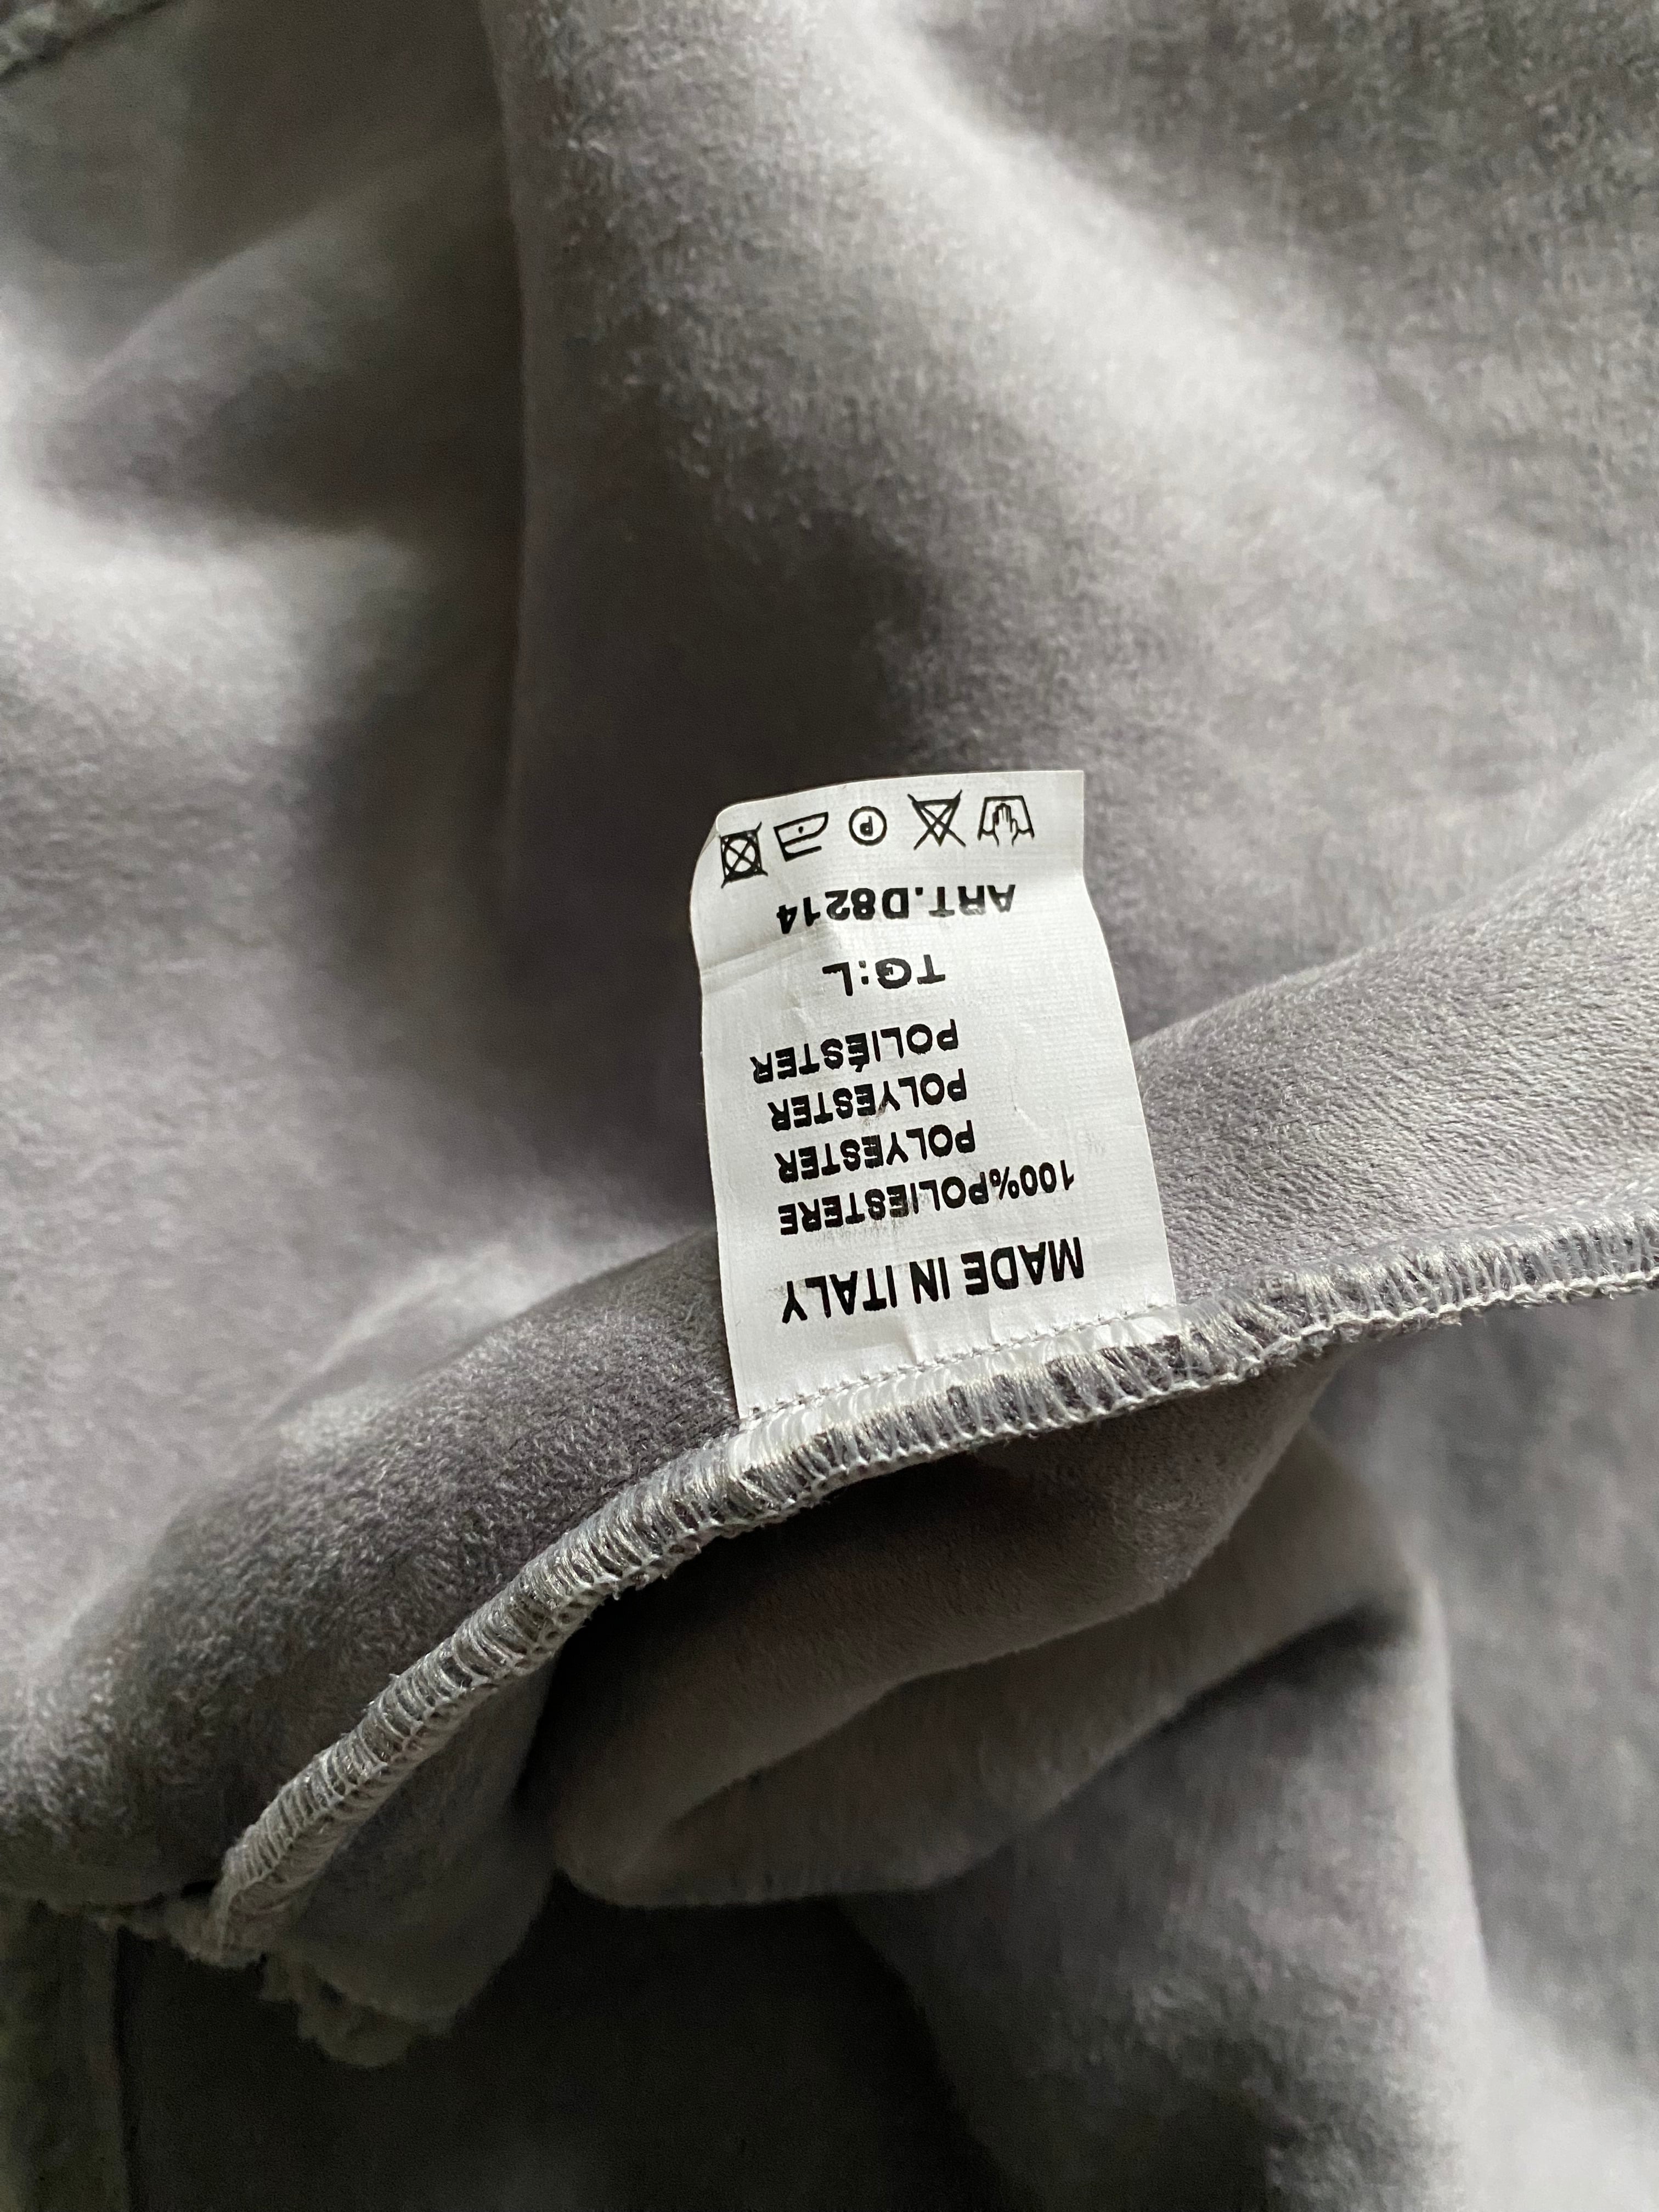 MADE IN ITALY
100%POLIESTERE
POLYESTER
POLYESTER
POLIÉSTER
TG:L
ART.D8214
P